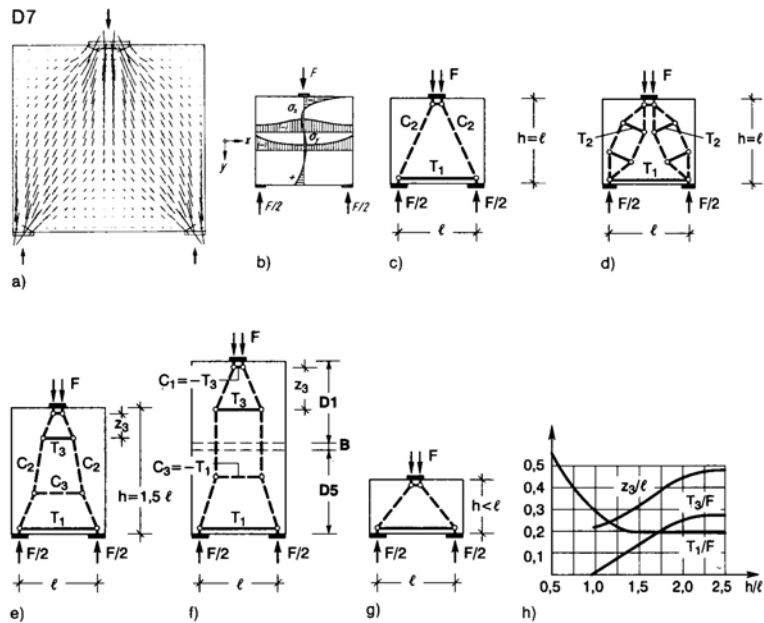 D7
a)
F
σx
σy
x
y
F/2 F/2
b)
F
C₂ C₂
T₁
h=ℓ
F/2 F/2
ℓ
c)
F
T₂ T₂
T₁
h=ℓ
F/2 F/2
ℓ
d)
F
z₃
T₃
C₂ C₂
C₃
h=1,5 ℓ
T₁
F/2 F/2
ℓ
e)
F
C₁=-T₃
z₃
T₃
D1
B
C₃=-T₁
D5
T₁
F/2 F/2
ℓ
f)
F
h<ℓ
F/2 F/2
ℓ
g)
0,5
0,4
0,3
0,2
0,1
z₃/ℓ
T₃/F
T₁/F
0,5 1,0 1,5 2,0 2,5 h/ℓ
h)